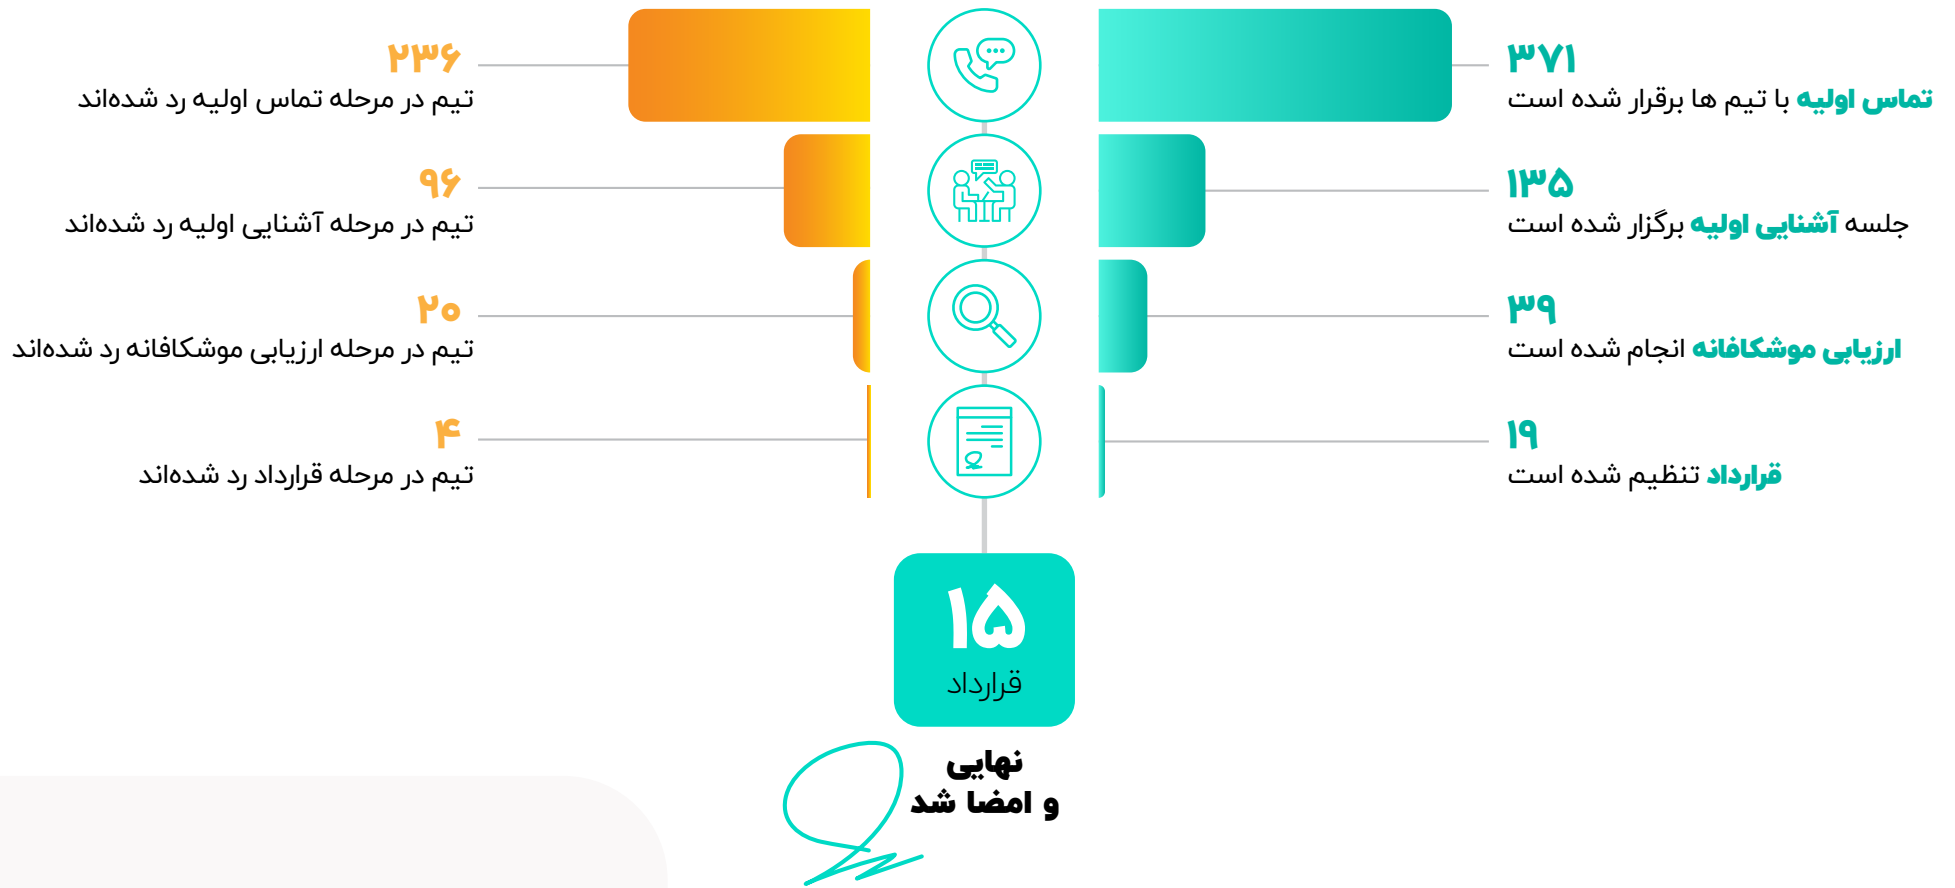 ۳۷۱
تماس اولیه با تیم ها برقرار شده است
۲۳۶
تیم در مرحله تماس اولیه رد شده‌اند
۱۳۵
جلسه آشنایی اولیه برگزار شده است
۹۶
تیم در مرحله آشنایی اولیه رد شده‌اند
۳۹
ارزیابی موشکافانه انجام شده است
۲۰
تیم در مرحله ارزیابی موشکافانه رد شده‌اند
۱۹
قرارداد تنظیم شده است
۴
تیم در مرحله قرارداد رد شده‌اند
۱۵
قرارداد
نهایی
و امضا شد